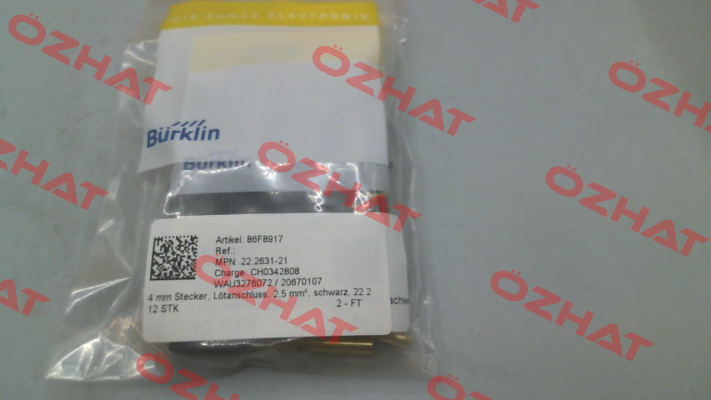 DIE GANZE ELEKTRONIK
Bürklin
Bürklin
Artikel: 86F8917
Ref.:
MPN: 22.2631-21
Charge: CH0342808
WAU3276072 / 20670107
4 mm Stecker, Lötanschluss, 2.5 mm², schwarz, 22.2
12 STK 2 - FT
ÖZHAT
ÖZHAT
ÖZHAT
ÖZHAT
ÖZHAT
ÖZHAT
ÖZHAT
ÖZHAT